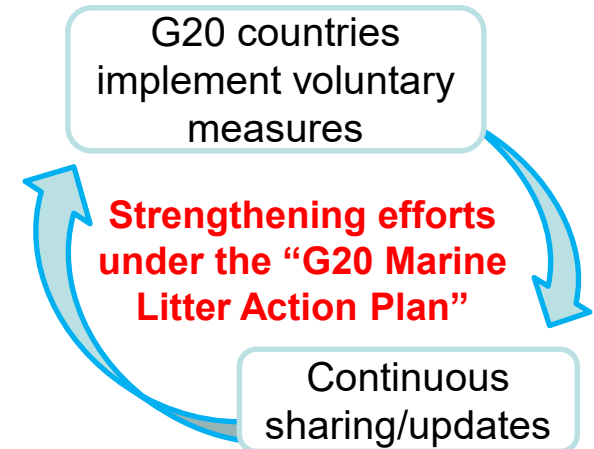 G20 countries
implement voluntary
measures
Strengthening efforts
under the “G20 Marine
Litter Action Plan”
Continuous
sharing/updates